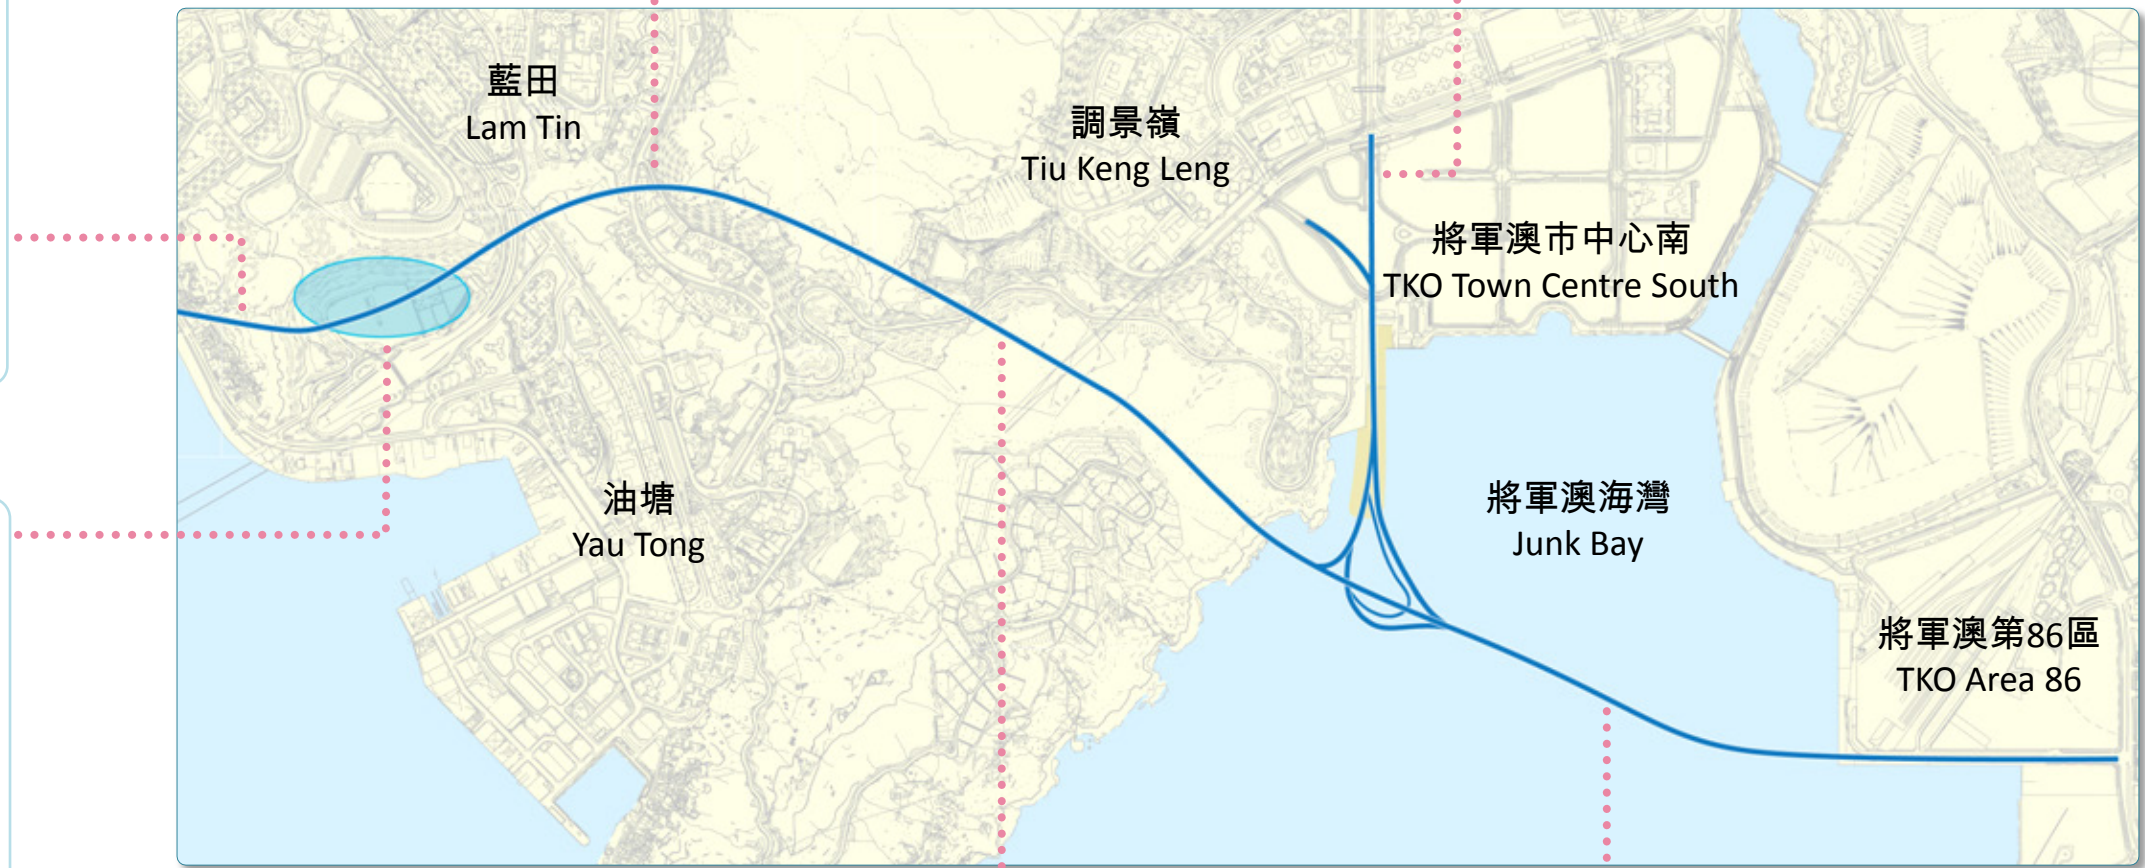 藍田
Lam Tin
調景嶺
Tiu Keng Leng
將軍澳市中心南
TKO Town Centre South
油塘
Yau Tong
將軍澳海灣
Junk Bay
將軍澳第86區
TKO Area 86